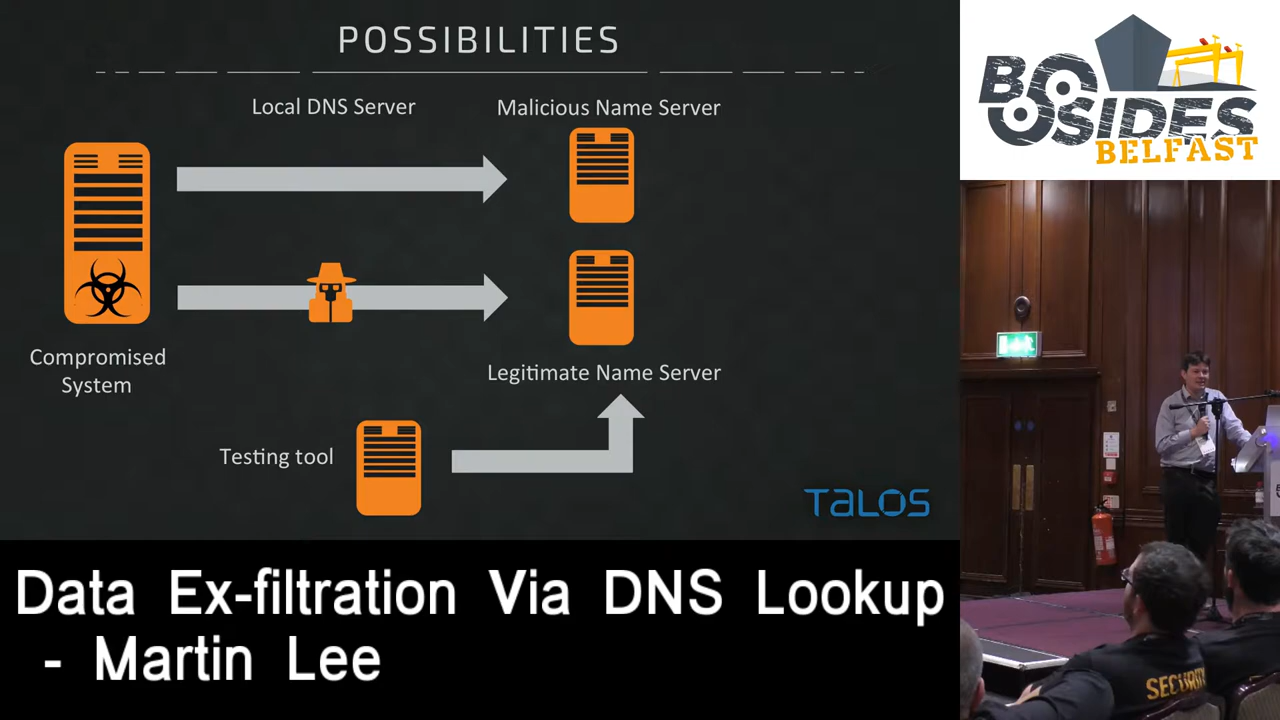 POSSIBILITIES
Local DNS Server
Malicious Name Server
Compromised
System
Legitimate Name Server
Testing tool
TALOS
Data Ex-filtration Via DNS Lookup
- Martin Lee
BSIDES
BELFAST
SECURITY